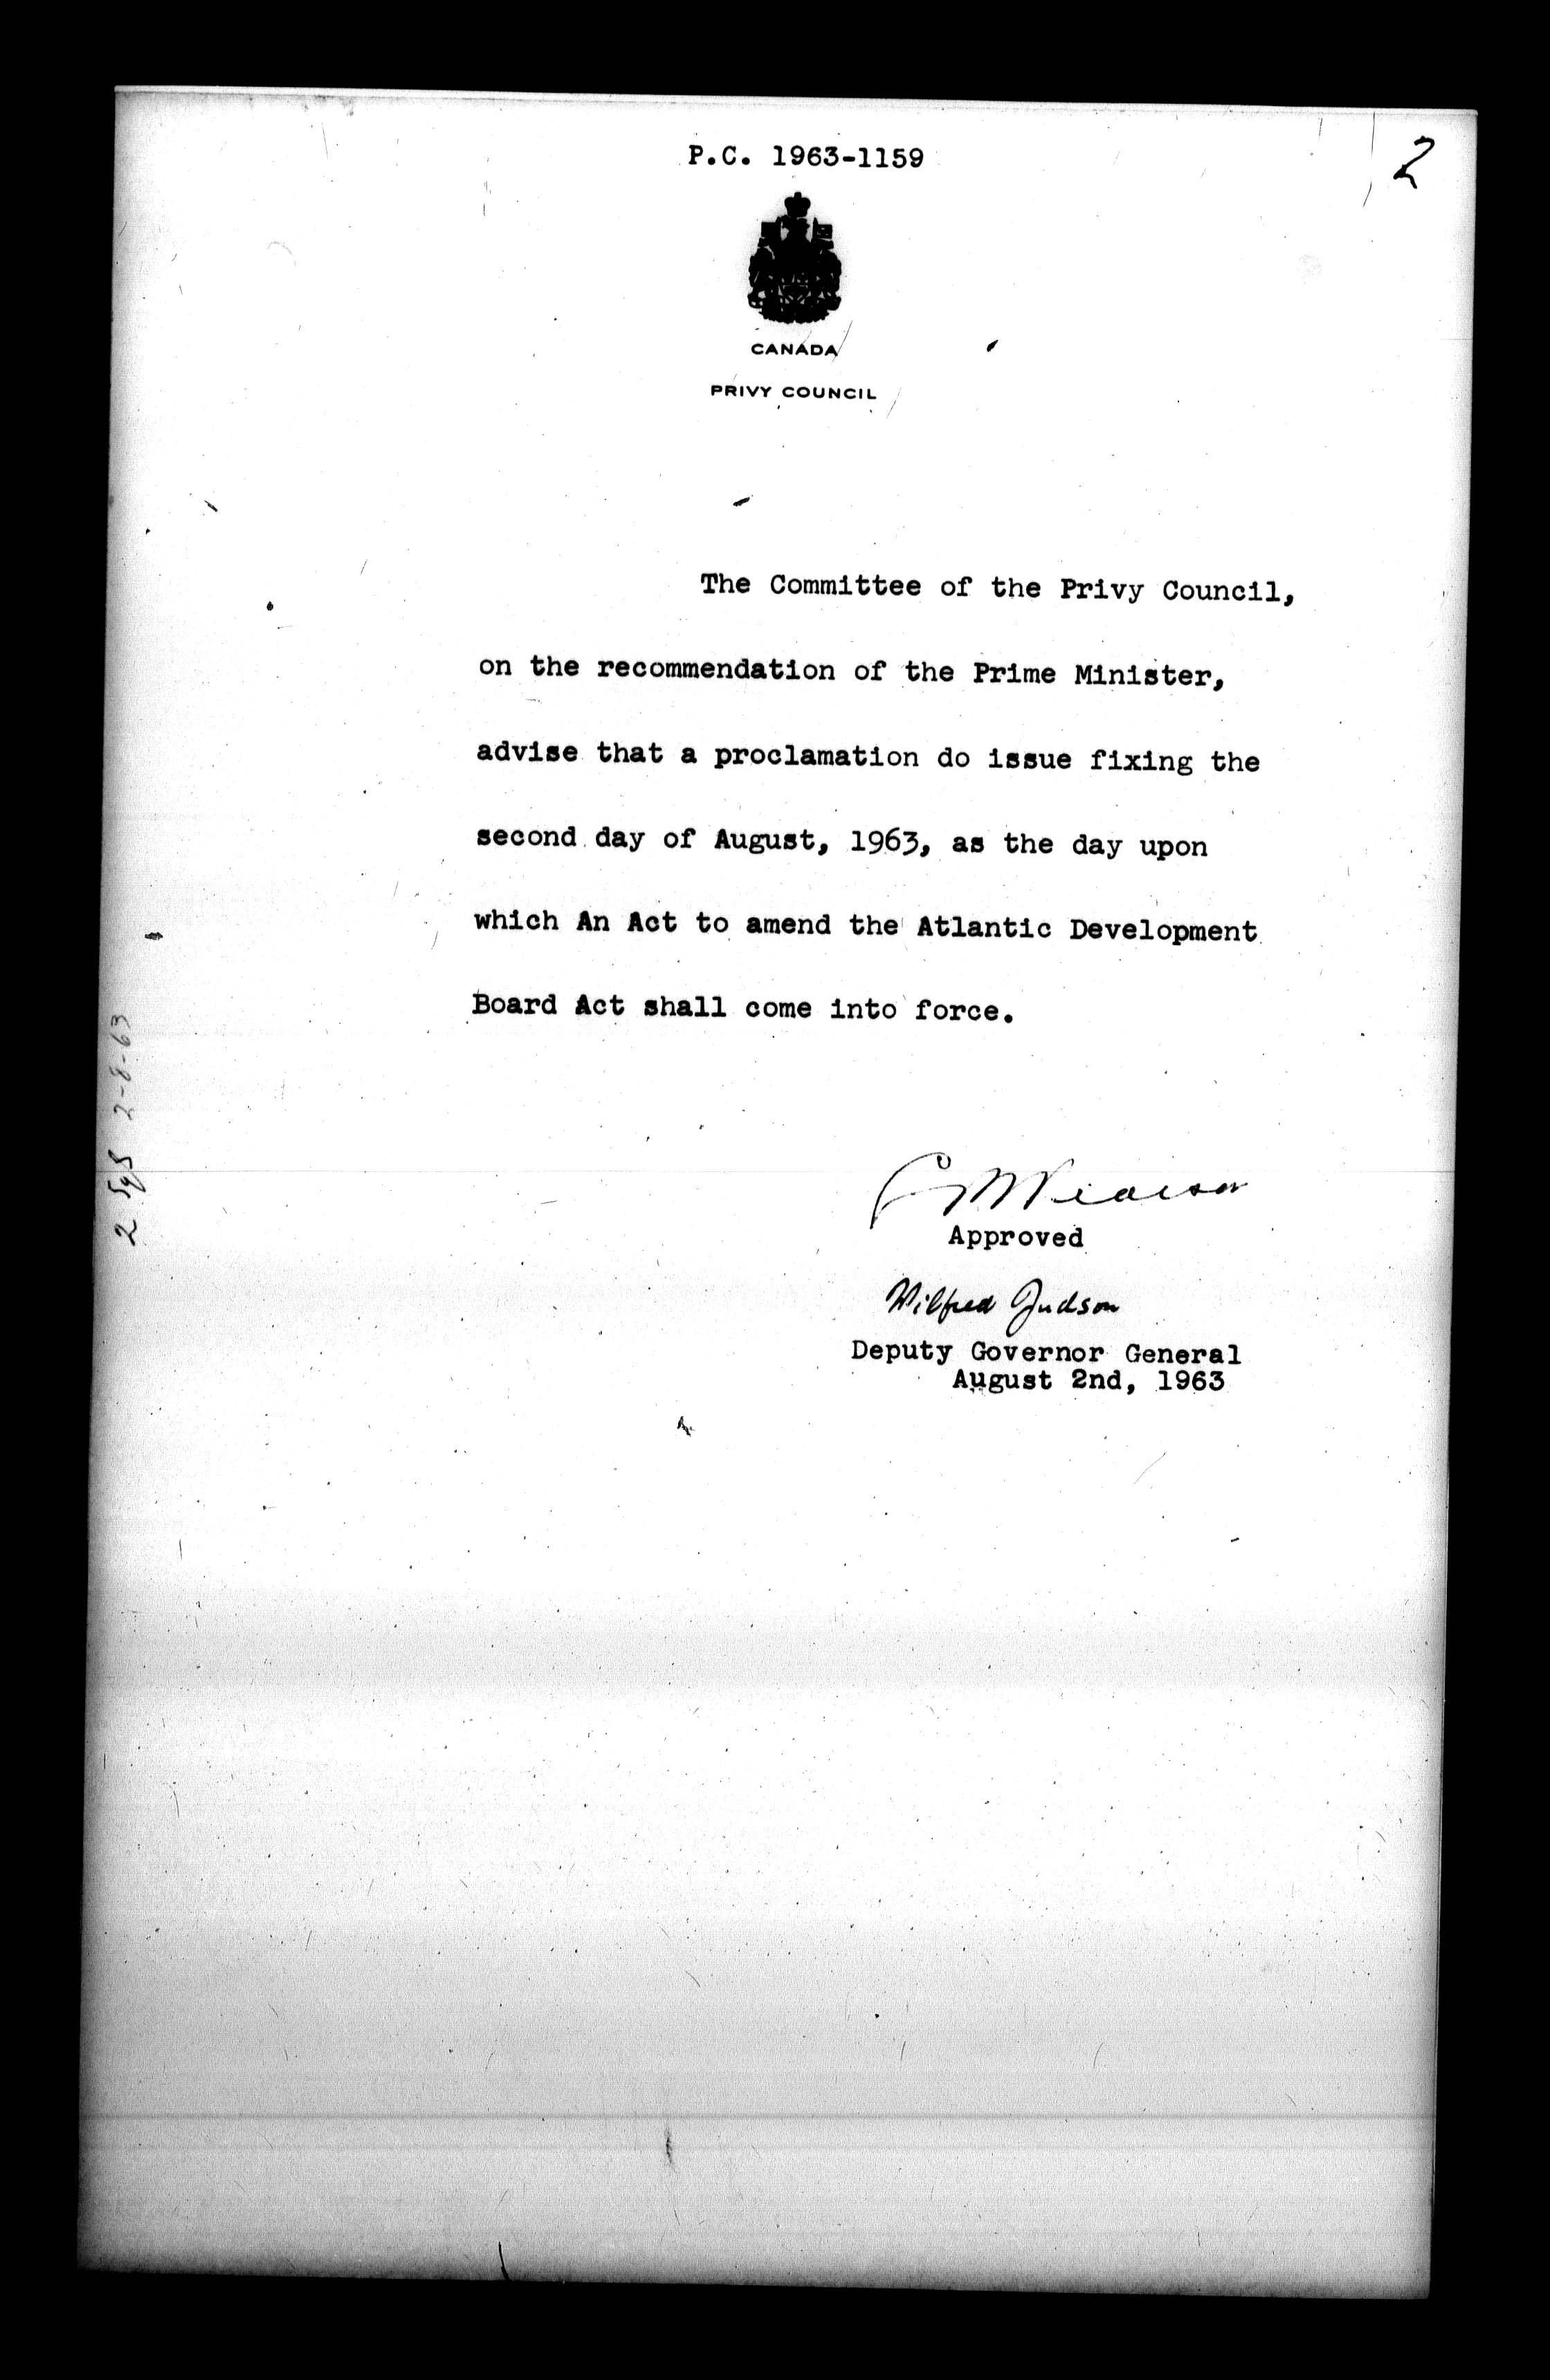 P.C. 1963-1159
2
CANADA
PRIVY COUNCIL
The Committee of the Privy Council,
on the recommendation of the Prime Minister,
advise that a proclamation do issue fixing the
second day of August, 1963, as the day upon
which An Act to amend the Atlantic Development
Board Act shall come into force.
2 2-8-63
L B Pearson
Approved
Wilfred Judson
Deputy Governor General
August 2nd, 1963